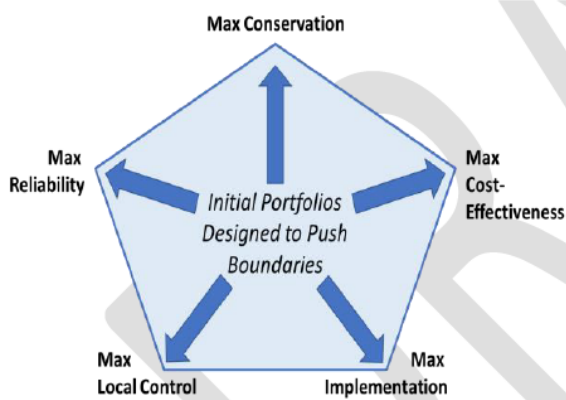 Max Conservation
Max
Reliability
Max
Cost-
Effectiveness
Initial Portfolios
Designed to Push
Boundaries
Max
Local Control
Max
Implementation